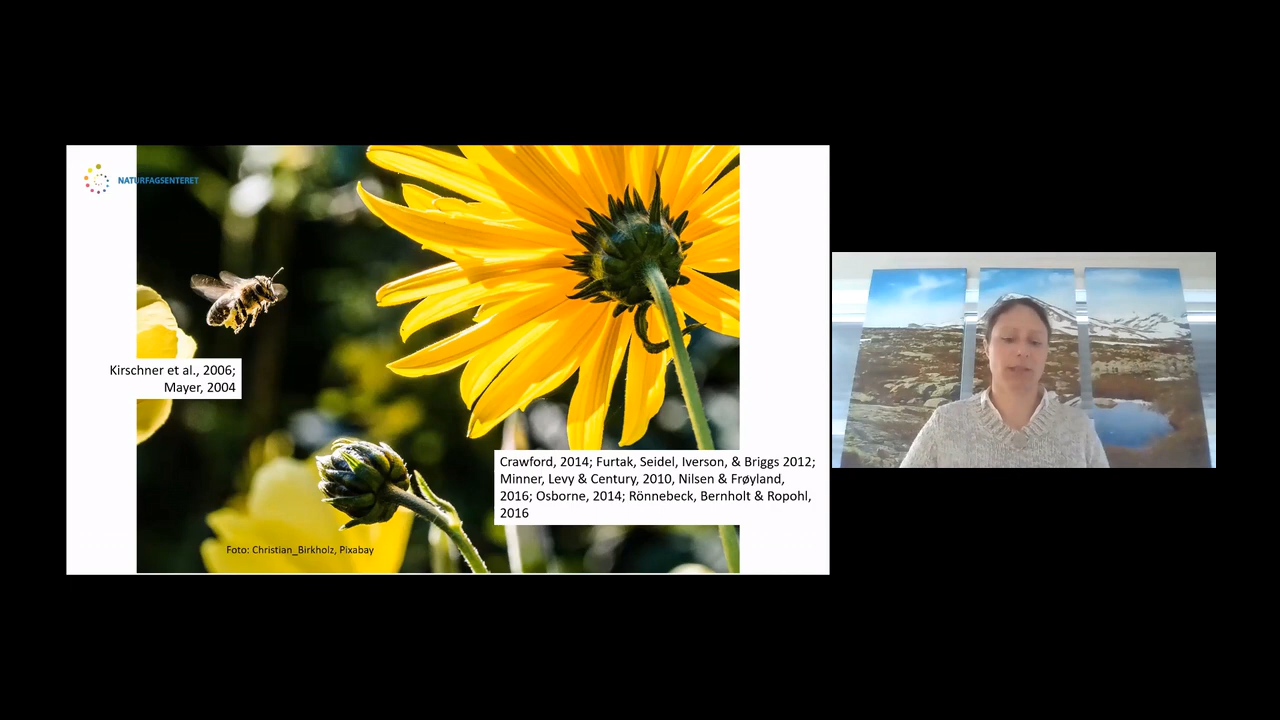 NATURFAGSENTERET
Kirschner et al., 2006;
Mayer, 2004
Crawford, 2014; Furtak, Seidel, Iverson, & Briggs 2012;
Minner, Levy & Century, 2010, Nilsen & Frøyland,
2016; Osborne, 2014; Rönnebeck, Bernholt & Ropohl,
2016
Foto: Christian_Birkholz, Pixabay